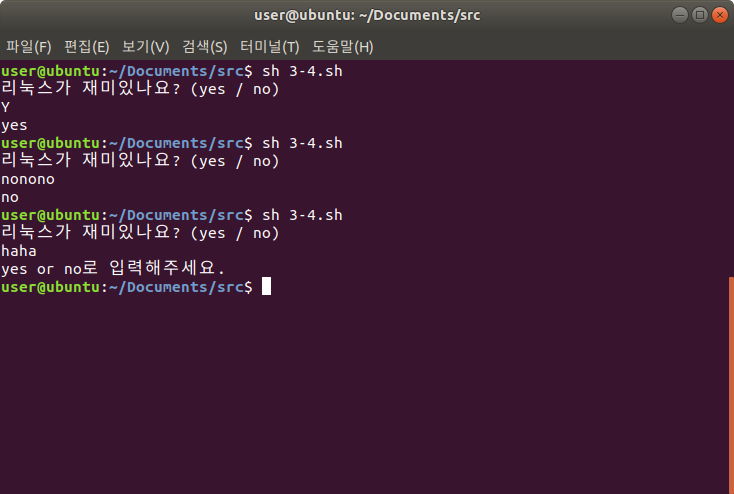 user@ubuntu: ~/Documents/src
파일(F) 편집(E) 보기(V) 검색(S) 터미널(T) 도움말(H)
user@ubuntu:~/Documents/src$ sh 3-4.sh
리눅스가 재미있나요? (yes / no)
Y
yes
user@ubuntu:~/Documents/src$ sh 3-4.sh
리눅스가 재미있나요? (yes / no)
nonono
no
user@ubuntu:~/Documents/src$ sh 3-4.sh
리눅스가 재미있나요? (yes / no)
haha
yes or no로 입력해주세요.
user@ubuntu:~/Documents/src$